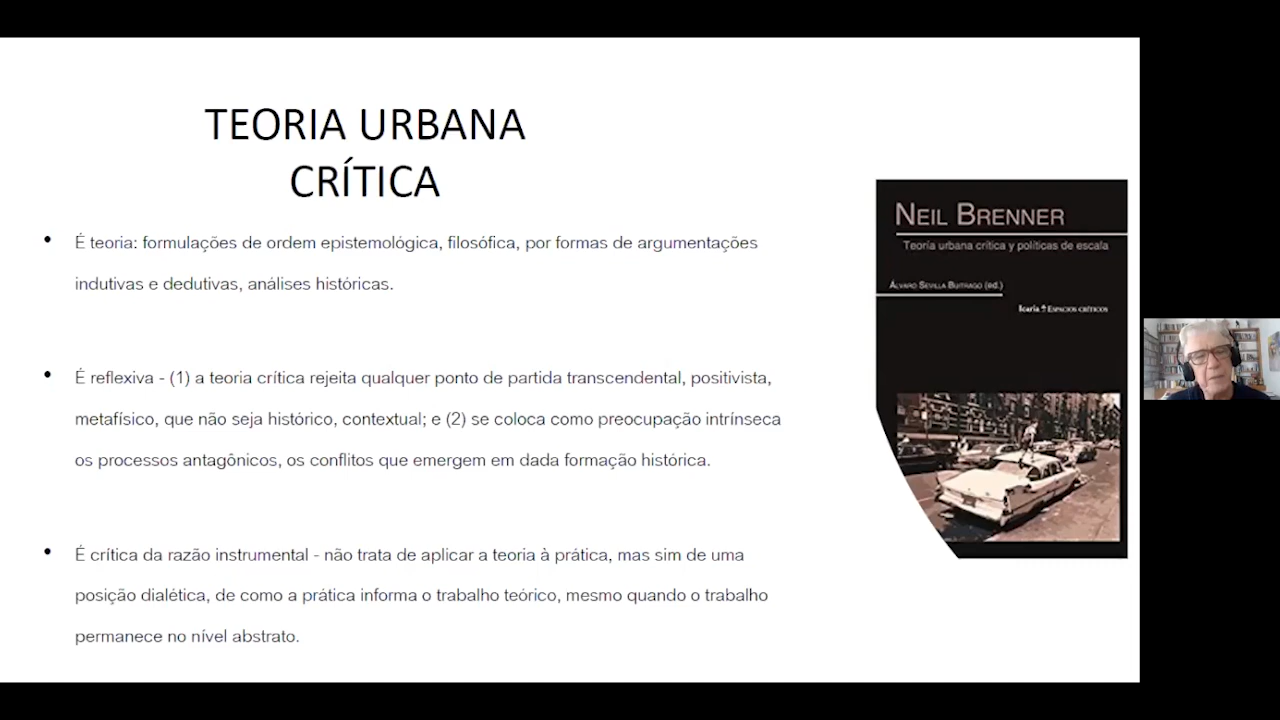 TEORIA URBANA
CRÍTICA
• É teoria: formulações de ordem epistemológica, filosófica, por formas de argumentações
indutivas e dedutivas, análises históricas.
• É reflexiva - (1) a teoria crítica rejeita qualquer ponto de partida transcendental, positivista,
metafísico, que não seja histórico, contextual; e (2) se coloca como preocupação intrínseca
os processos antagônicos, os conflitos que emergem em dada formação histórica.
• É crítica da razão instrumental - não trata de aplicar a teoria à prática, mas sim de uma
posição dialética, de como a prática informa o trabalho teórico, mesmo quando o trabalho
permanece no nível abstrato.
NEIL BRENNER
Teoría urbana crítica y políticas de escala
ÁLVARO SEVILLA BUITRAGO (ed.)
Icaria ESPACIOS CRÍTICOS